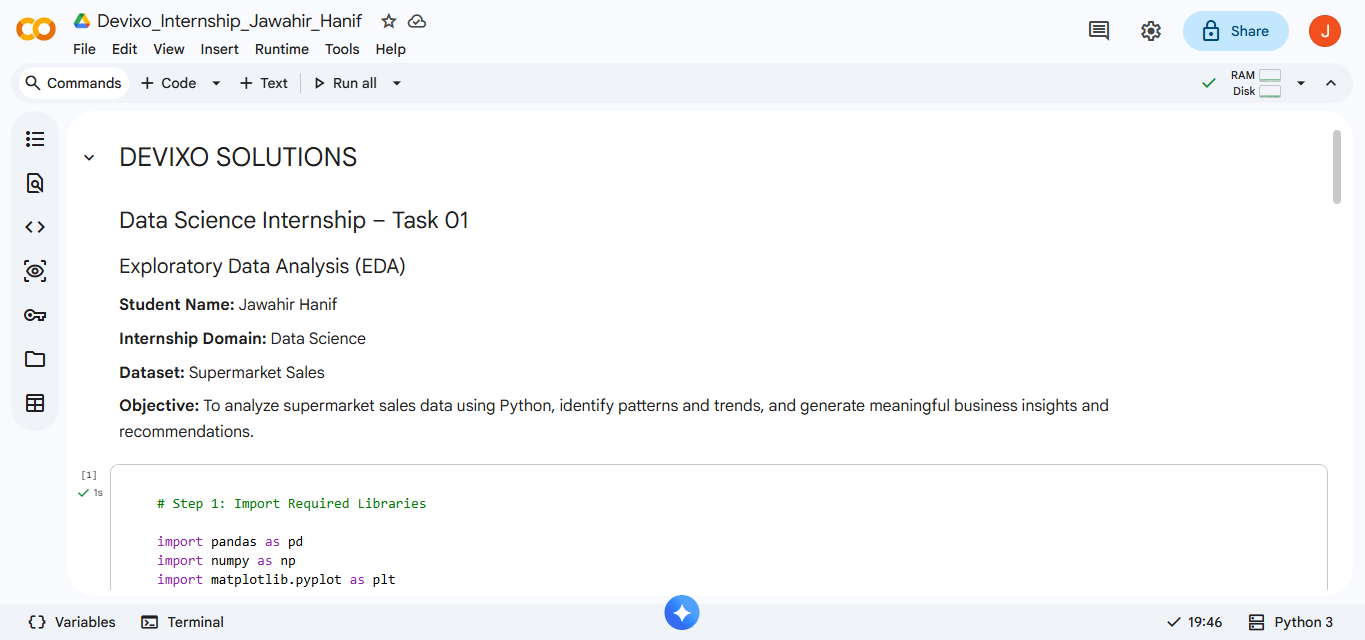 Devixo_Internship_Jawahir_Hanif
File Edit View Insert Runtime Tools Help
Share
J
Commands + Code + Text Run all
RAM
Disk
DEVIXO SOLUTIONS
Data Science Internship – Task 01
Exploratory Data Analysis (EDA)
Student Name: Jawahir Hanif
Internship Domain: Data Science
Dataset: Supermarket Sales
Objective: To analyze supermarket sales data using Python, identify patterns and trends, and generate meaningful business insights and
recommendations.
[1]
1s
# Step 1: Import Required Libraries
import pandas as pd
import numpy as np
import matplotlib.pyplot as plt
{} Variables Terminal 19:46 Python 3